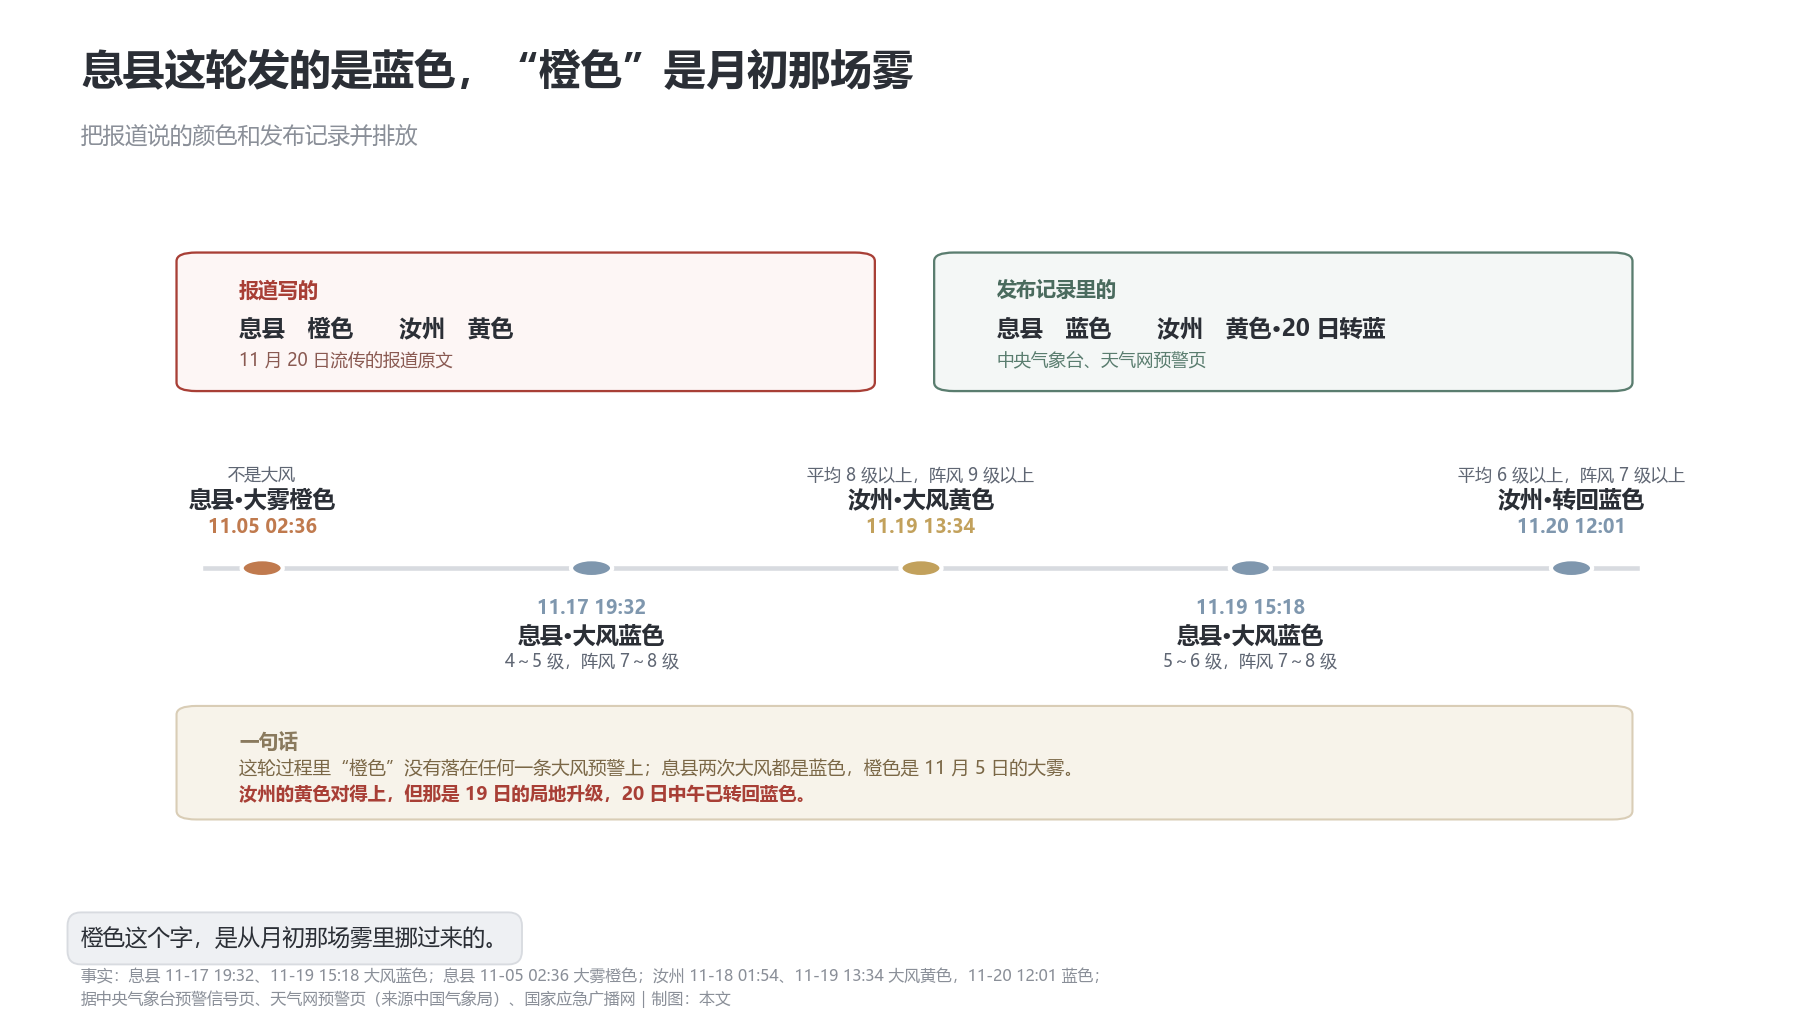 息县这轮发的是蓝色，“橙色”是月初那场雾
把报道说的颜色和发布记录并排放
报道写的
息县 橙色 汝州 黄色
11 月 20 日流传的报道原文
发布记录里的
息县 蓝色 汝州 黄色·20 日转蓝
中央气象台、天气网预警页
不是大风
息县·大雾橙色
11.05 02:36
11.17 19:32
息县·大风蓝色
4~5 级，阵风 7~8 级
平均 8 级以上，阵风 9 级以上
汝州·大风黄色
11.19 13:34
11.19 15:18
息县·大风蓝色
5~6 级，阵风 7~8 级
平均 6 级以上，阵风 7 级以上
汝州·转回蓝色
11.20 12:01
一句话
这轮过程里“橙色”没有落在任何一条大风预警上；息县两次大风都是蓝色，橙色是 11 月 5 日的大雾。
汝州的黄色对得上，但那是 19 日的局地升级，20 日中午已转回蓝色。
橙色这个字，是从月初那场雾里挪过来的。
事实：息县 11-17 19:32、11-19 15:18 大风蓝色；息县 11-05 02:36 大雾橙色；汝州 11-18 01:54、11-19 13:34 大风黄色，11-20 12:01 蓝色；
据中央气象台预警信号页、天气网预警页（来源中国气象局）、国家应急广播网 | 制图：本文